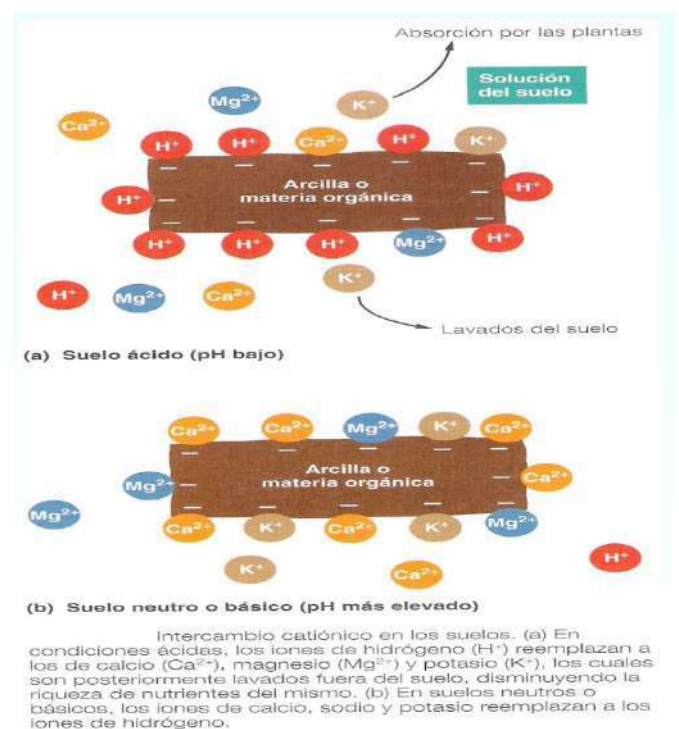 Absorción por las plantas
Solución
del suelo
Mg²⁺
K⁺
Ca²⁺
H⁺ H⁺ Ca²⁺ H⁺ K⁺
Arcilla o
materia orgánica
H⁺ H⁺
H⁺ H⁺ H⁺ Mg²⁺ H⁺
K⁺
H⁺ Mg²⁺ Ca²⁺
Lavados del suelo
(a) Suelo ácido (pH bajo)
Ca²⁺ Ca²⁺ Mg²⁺ K⁺ Ca²⁺
Arcilla o
materia orgánica
Mg²⁺ Ca²⁺
Mg²⁺
Ca²⁺ K⁺ Ca²⁺ K⁺ Mg²⁺
K⁺ Ca²⁺ H⁺
(b) Suelo neutro o básico (pH más elevado)
Intercambio catiónico en los suelos. (a) En
condiciones ácidas, los iones de hidrógeno (H⁺) reemplazan a
los de calcio (Ca²⁺), magnesio (Mg²⁺) y potasio (K⁺), los cuales
son posteriormente lavados fuera del suelo, disminuyendo la
riqueza de nutrientes del mismo. (b) En suelos neutros o
básicos, los iones de calcio, sodio y potasio reemplazan a los
iones de hidrógeno.